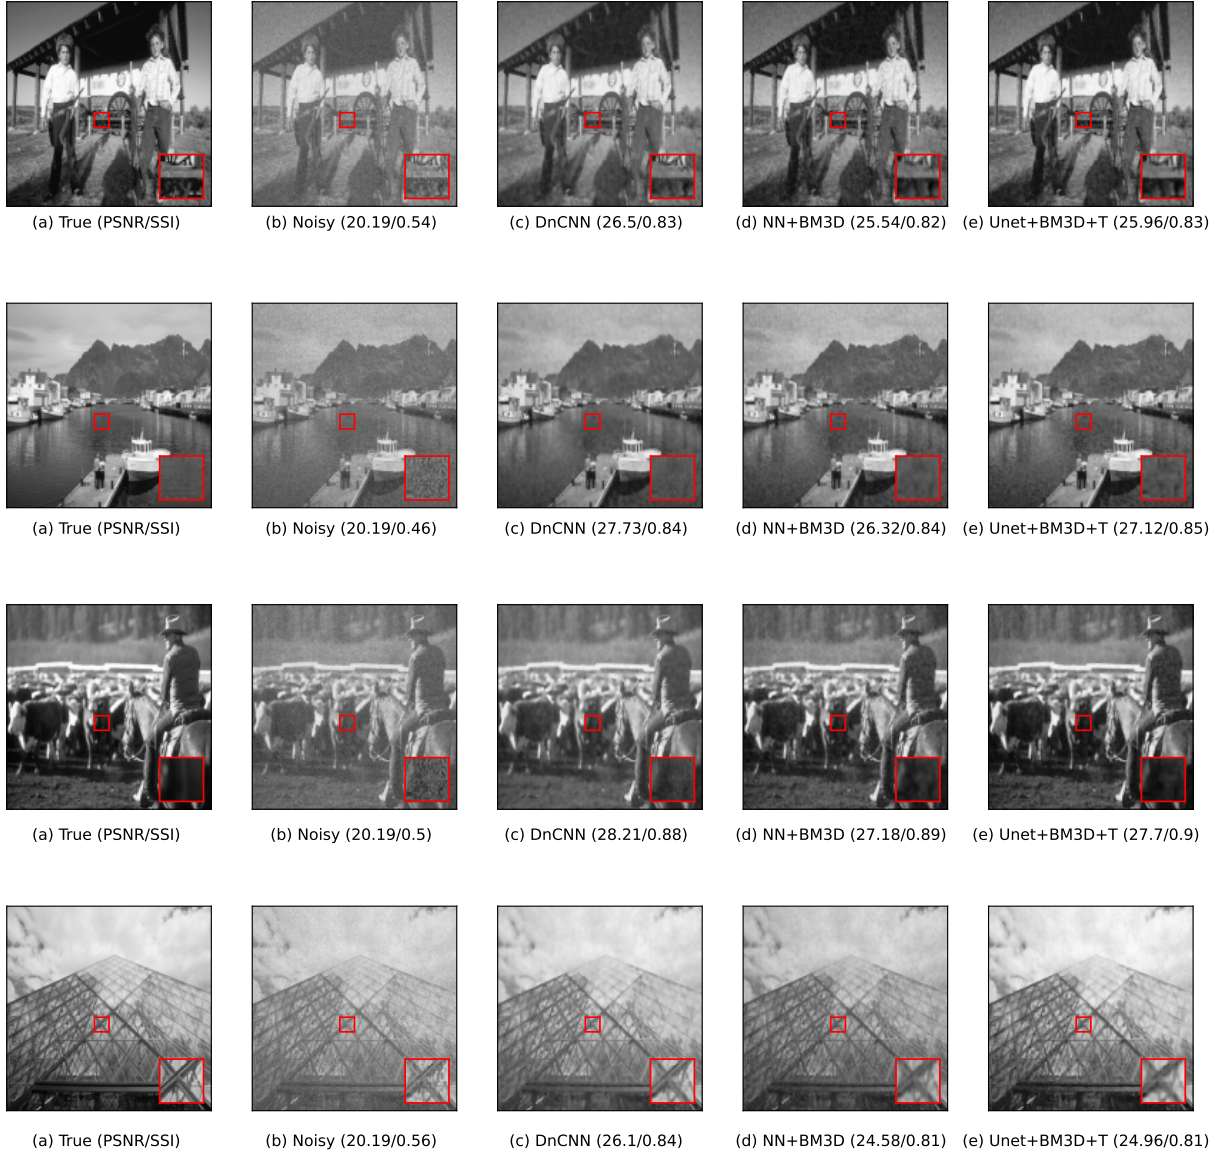 (a) True (PSNR/SSI) (b) Noisy (20.19/0.54) (c) DnCNN (26.5/0.83) (d) NN+BM3D (25.54/0.82) (e) Unet+BM3D+T (25.96/0.83)
(a) True (PSNR/SSI) (b) Noisy (20.19/0.46) (c) DnCNN (27.73/0.84) (d) NN+BM3D (26.32/0.84) (e) Unet+BM3D+T (27.12/0.85)
(a) True (PSNR/SSI) (b) Noisy (20.19/0.5) (c) DnCNN (28.21/0.88) (d) NN+BM3D (27.18/0.89) (e) Unet+BM3D+T (27.7/0.9)
(a) True (PSNR/SSI) (b) Noisy (20.19/0.56) (c) DnCNN (26.1/0.84) (d) NN+BM3D (24.58/0.81) (e) Unet+BM3D+T (24.96/0.81)